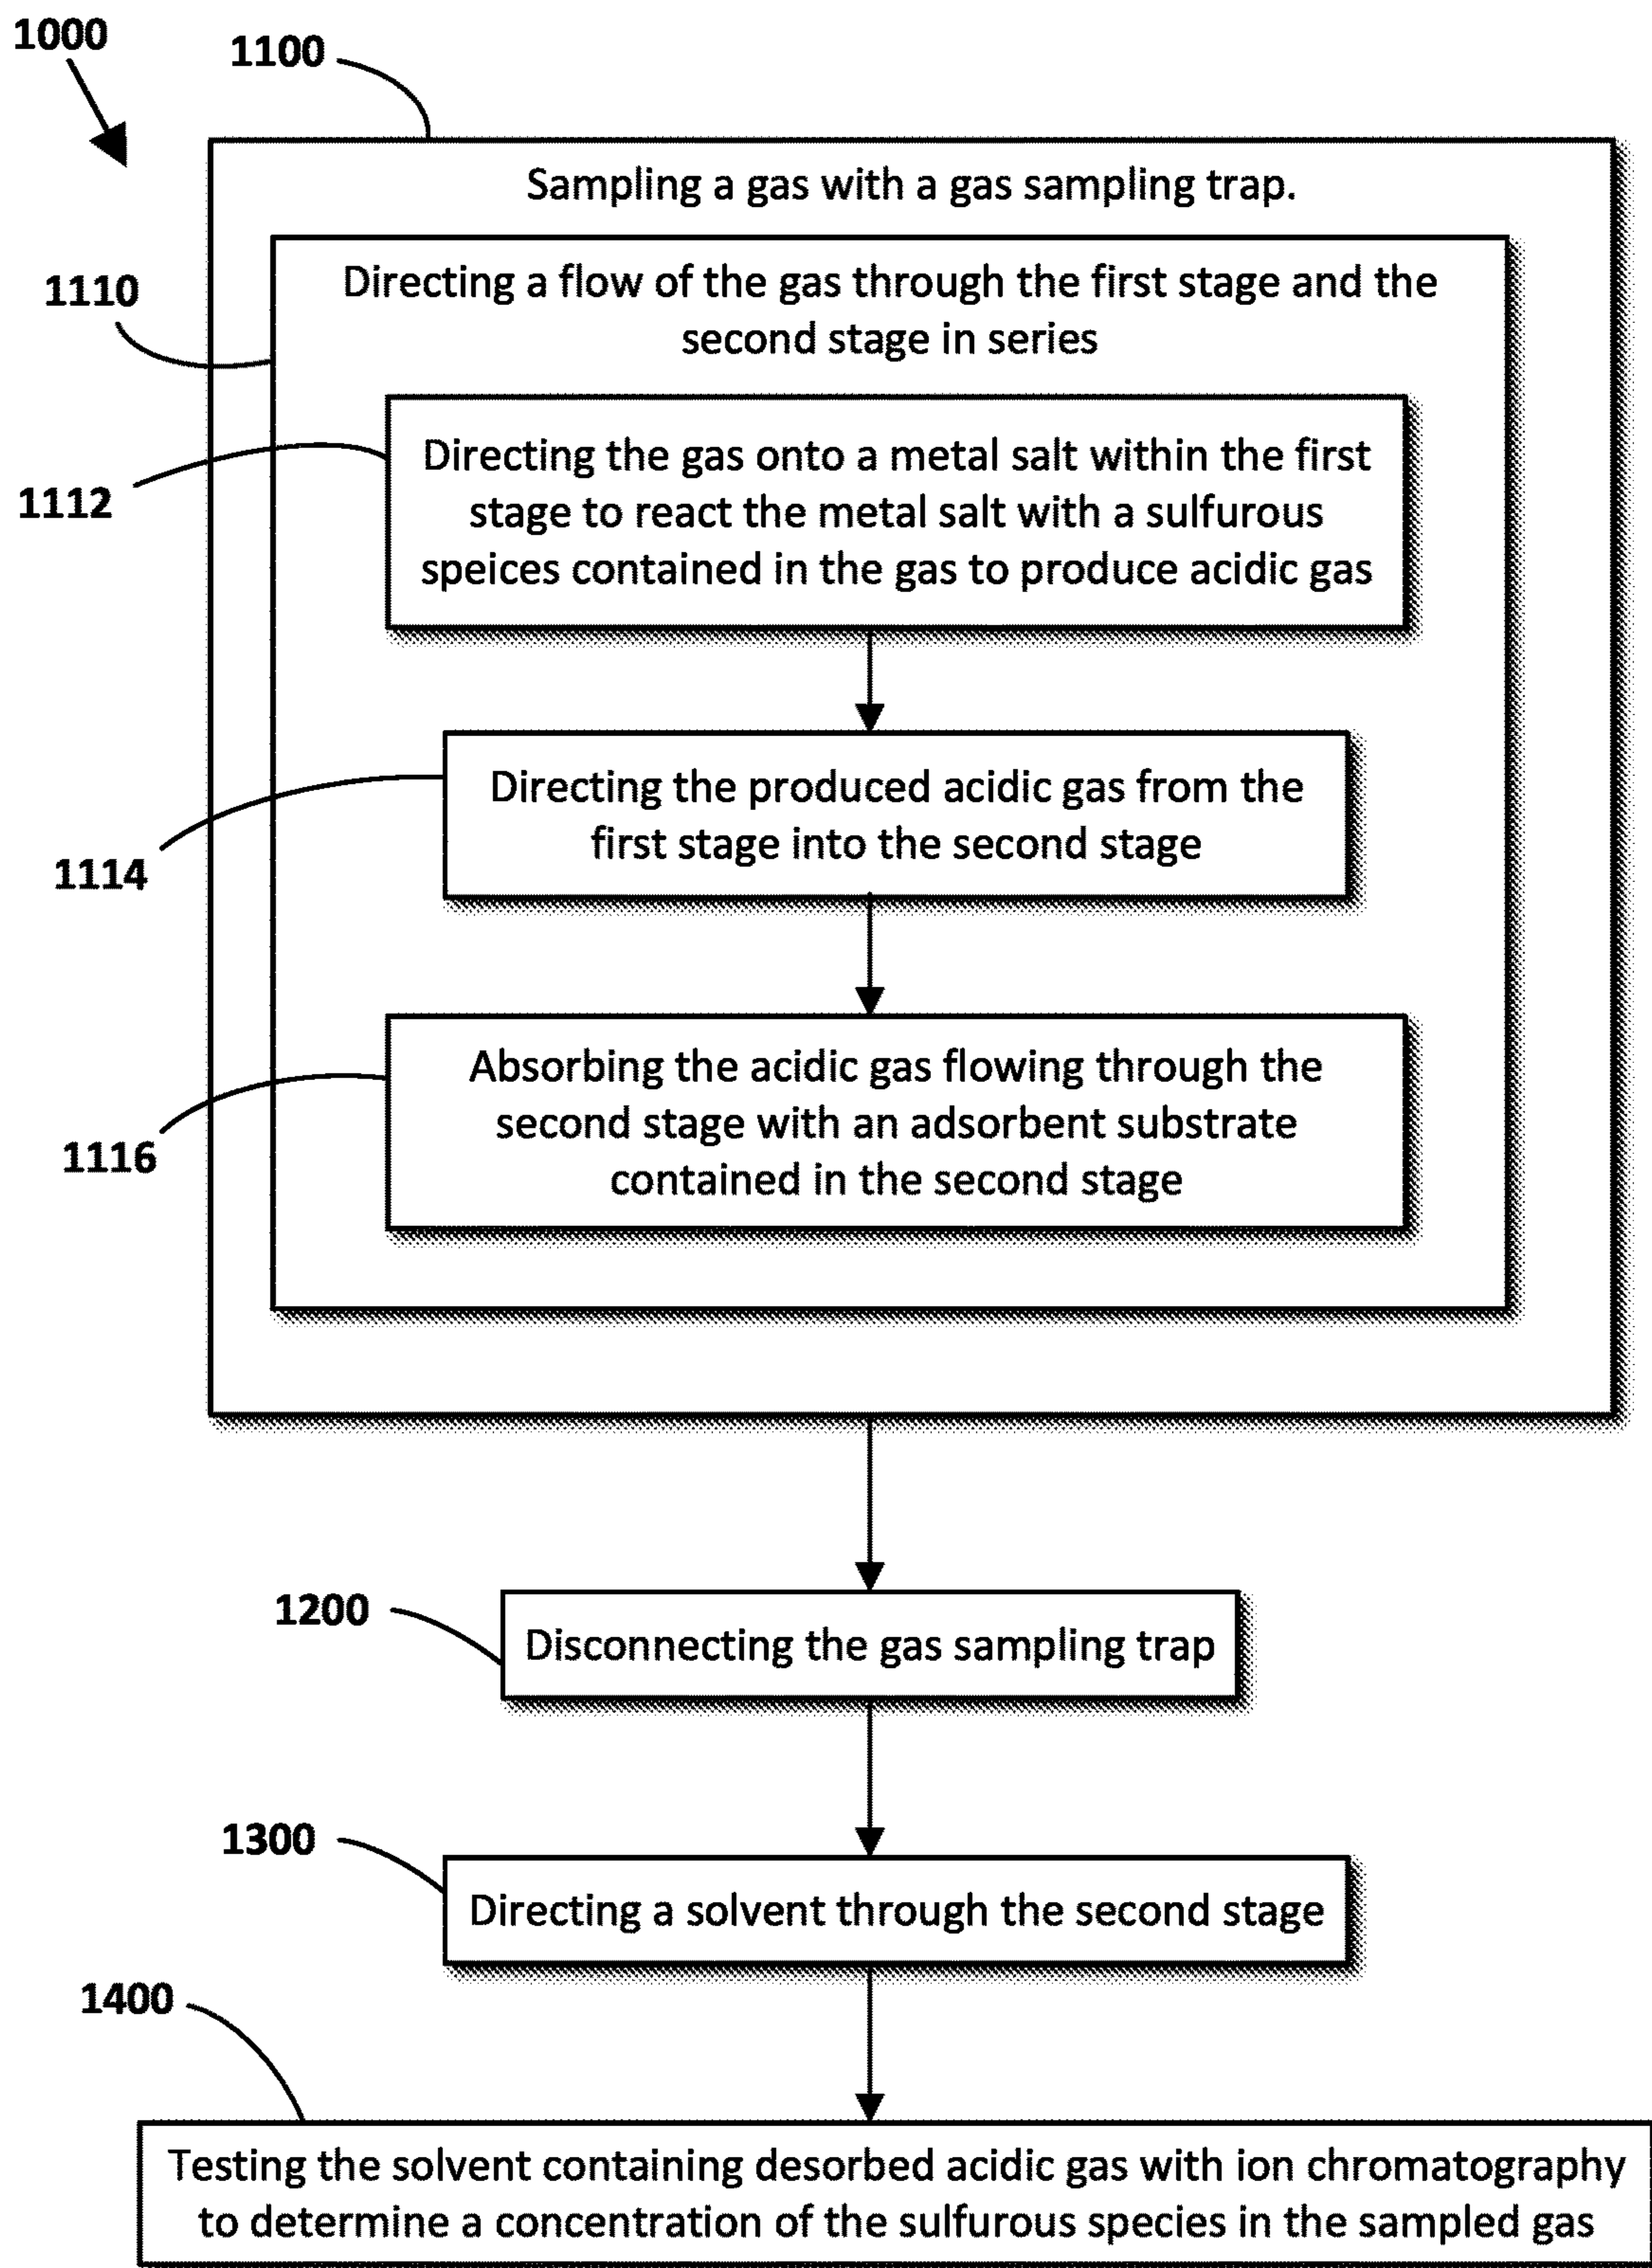 1000
1100
Sampling a gas with a gas sampling trap.
1110
Directing a flow of the gas through the first stage and the
second stage in series
1112
Directing the gas onto a metal salt within the first
stage to react the metal salt with a sulfurous
speices contained in the gas to produce acidic gas
1114
Directing the produced acidic gas from the
first stage into the second stage
1116
Absorbing the acidic gas flowing through the
second stage with an adsorbent substrate
contained in the second stage
1200
Disconnecting the gas sampling trap
1300
Directing a solvent through the second stage
1400
Testing the solvent containing desorbed acidic gas with ion chromatography
to determine a concentration of the sulfurous species in the sampled gas